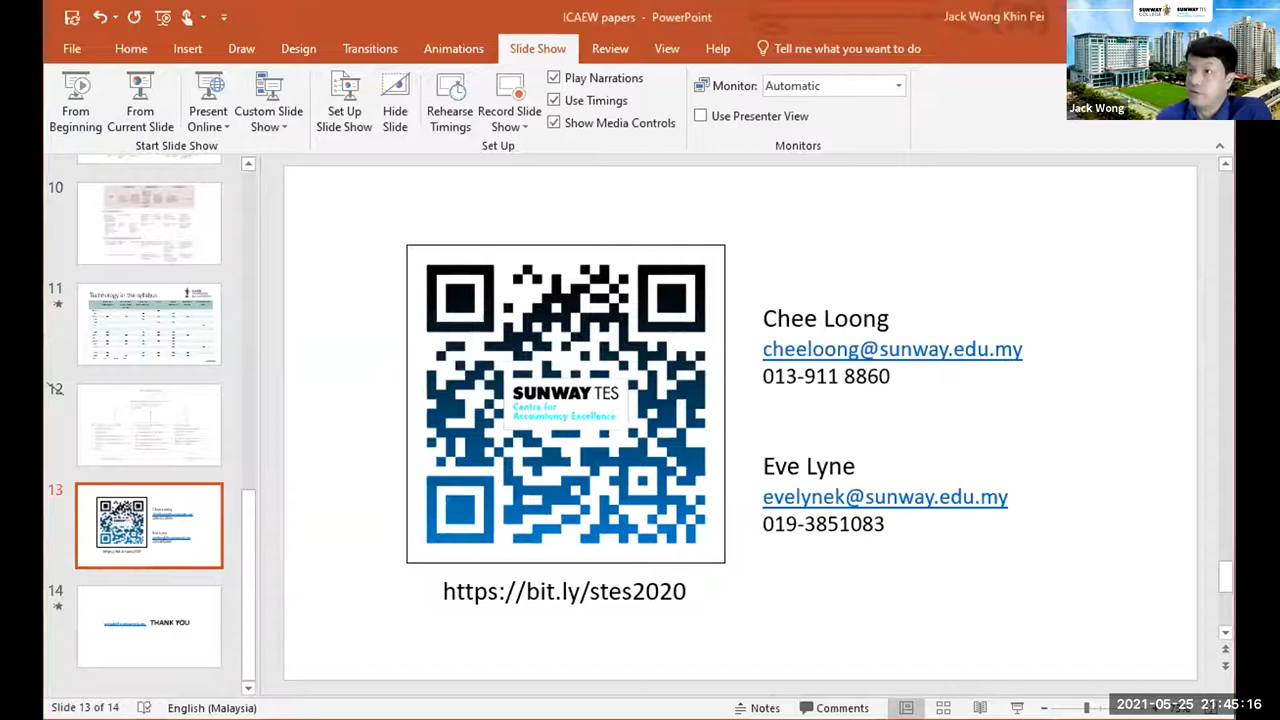 ICAEW papers - PowerPoint
Jack Wong Khin Fei
File Home Insert Draw Design Transitions Animations Slide Show Review View Help Tell me what you want to do
From Beginning
From Current Slide
Present Online
Custom Slide Show
Start Slide Show
Set Up Slide Show
Hide Slide
Rehearse Timings
Record Slide Show
Play Narrations
Use Timings
Show Media Controls
Set Up
Monitor: Automatic
Use Presenter View
Monitors
SUNWAY COLLEGE
SUNWAY TES
Jack Wong
10
11
Technology in the syllabus
12
13
14
THANK YOU
SUNWAY TES
Centre for
Accountancy Excellence
https://bit.ly/stes2020
Chee Loong
cheeloong@sunway.edu.my
013-911 8860
Eve Lyne
evelynek@sunway.edu.my
019-3851083
Slide 13 of 14 English (Malaysia)
Notes Comments
2021-05-25 21:45:16